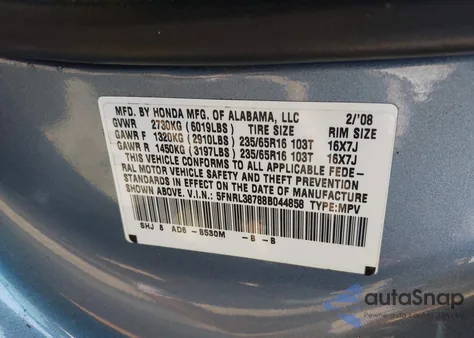 MFD. BY HONDA MFG. OF ALABAMA, LLC 2/'08
GVWR 2730KG (6019LBS) TIRE SIZE RIM SIZE
GAWR F 1320KG (2910LBS) 235/65R16 103T 16X7J
GAWR R 1450KG (3197LBS) 235/65R16 103T 16X7J
THIS VEHICLE CONFORMS TO ALL APPLICABLE FEDE-
RAL MOTOR VEHICLE SAFETY AND THEFT PREVENTION
STANDARDS IN EFFECT ON THE DATE OF MANUFACTURE
SHOWN ABOVE. V.I.N.: 5FNRL38788B044858 TYPE:MPV
SHJ 8 AD6 - B530M - B - B
autoSnap